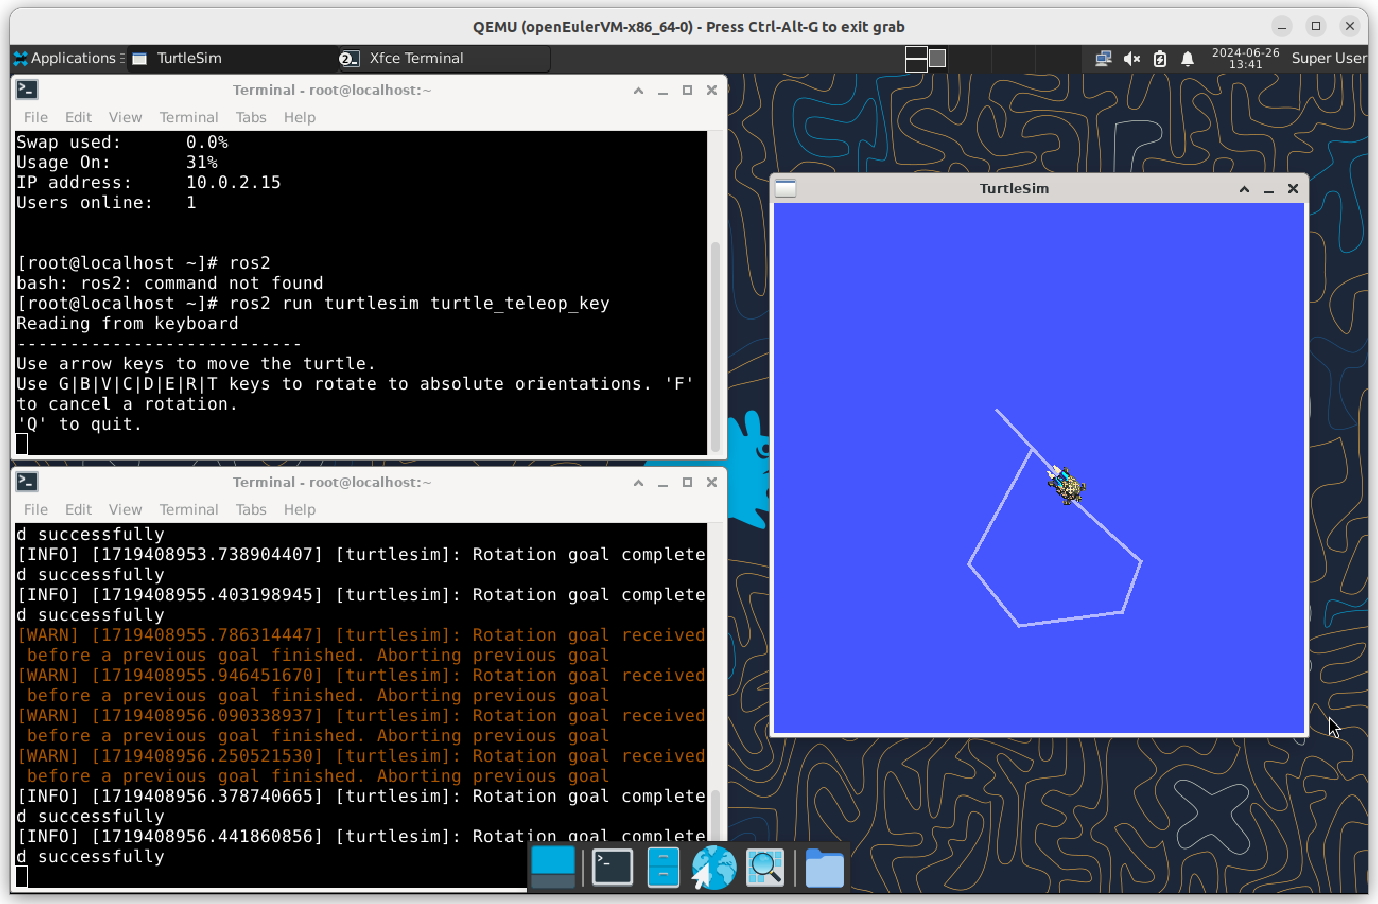 QEMU (openEulerVM-x86_64-0) - Press Ctrl-Alt-G to exit grab
Applications
TurtleSim
2
Xfce Terminal
2024-06-26
13:41
Super User
Terminal - root@localhost:~
File Edit View Terminal Tabs Help
Swap used: 0.0%
Usage On: 31%
IP address: 10.0.2.15
Users online: 1
[root@localhost ~]# ros2
bash: ros2: command not found
[root@localhost ~]# ros2 run turtlesim turtle_teleop_key
Reading from keyboard
---------------------------
Use arrow keys to move the turtle.
Use G|B|V|C|D|E|R|T keys to rotate to absolute orientations. 'F'
to cancel a rotation.
'Q' to quit.
Terminal - root@localhost:~
File Edit View Terminal Tabs Help
d successfully
[INFO] [1719408953.738904407] [turtlesim]: Rotation goal complete
d successfully
[INFO] [1719408955.403198945] [turtlesim]: Rotation goal complete
d successfully
[WARN] [1719408955.786314447] [turtlesim]: Rotation goal received
before a previous goal finished. Aborting previous goal
[WARN] [1719408955.946451670] [turtlesim]: Rotation goal received
before a previous goal finished. Aborting previous goal
[WARN] [1719408956.090338937] [turtlesim]: Rotation goal received
before a previous goal finished. Aborting previous goal
[WARN] [1719408956.250521530] [turtlesim]: Rotation goal received
before a previous goal finished. Aborting previous goal
[INFO] [1719408956.378740665] [turtlesim]: Rotation goal complete
d successfully
[INFO] [1719408956.441860856] [turtlesim]: Rotation goal complete
d successfully
TurtleSim